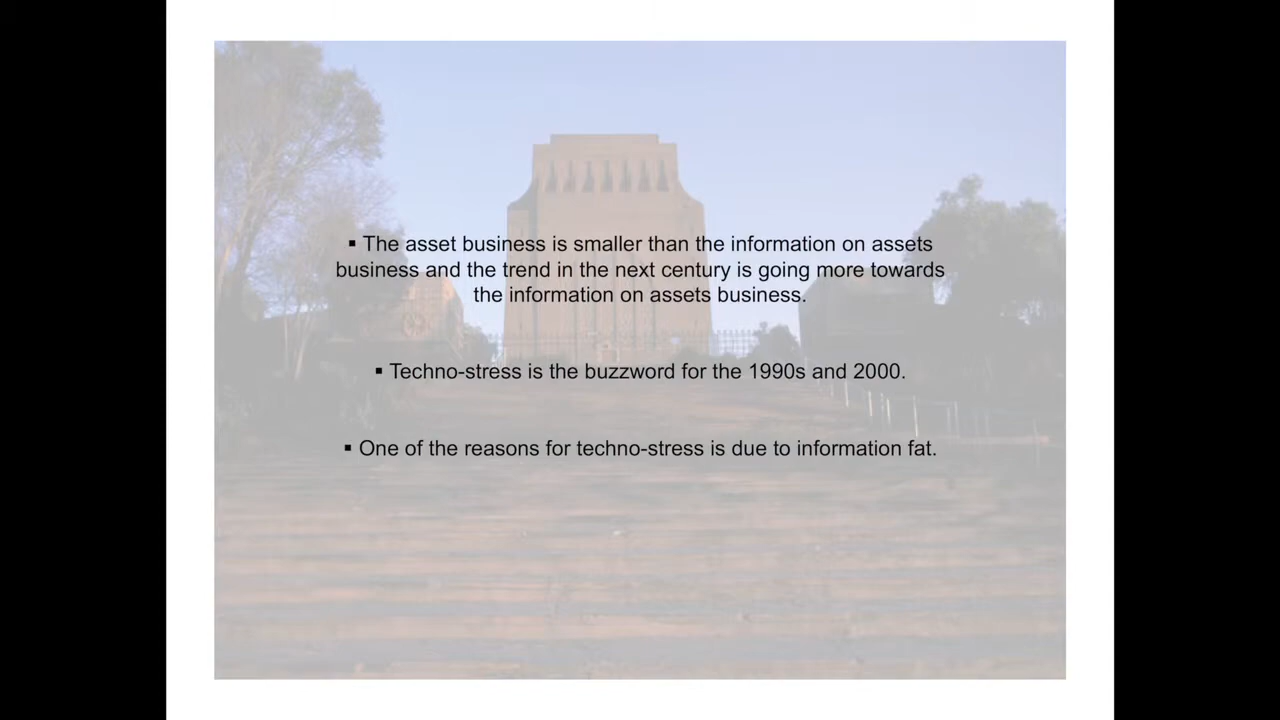 ▪ The asset business is smaller than the information on assets
business and the trend in the next century is going more towards
the information on assets business.
▪ Techno-stress is the buzzword for the 1990s and 2000.
▪ One of the reasons for techno-stress is due to information fat.